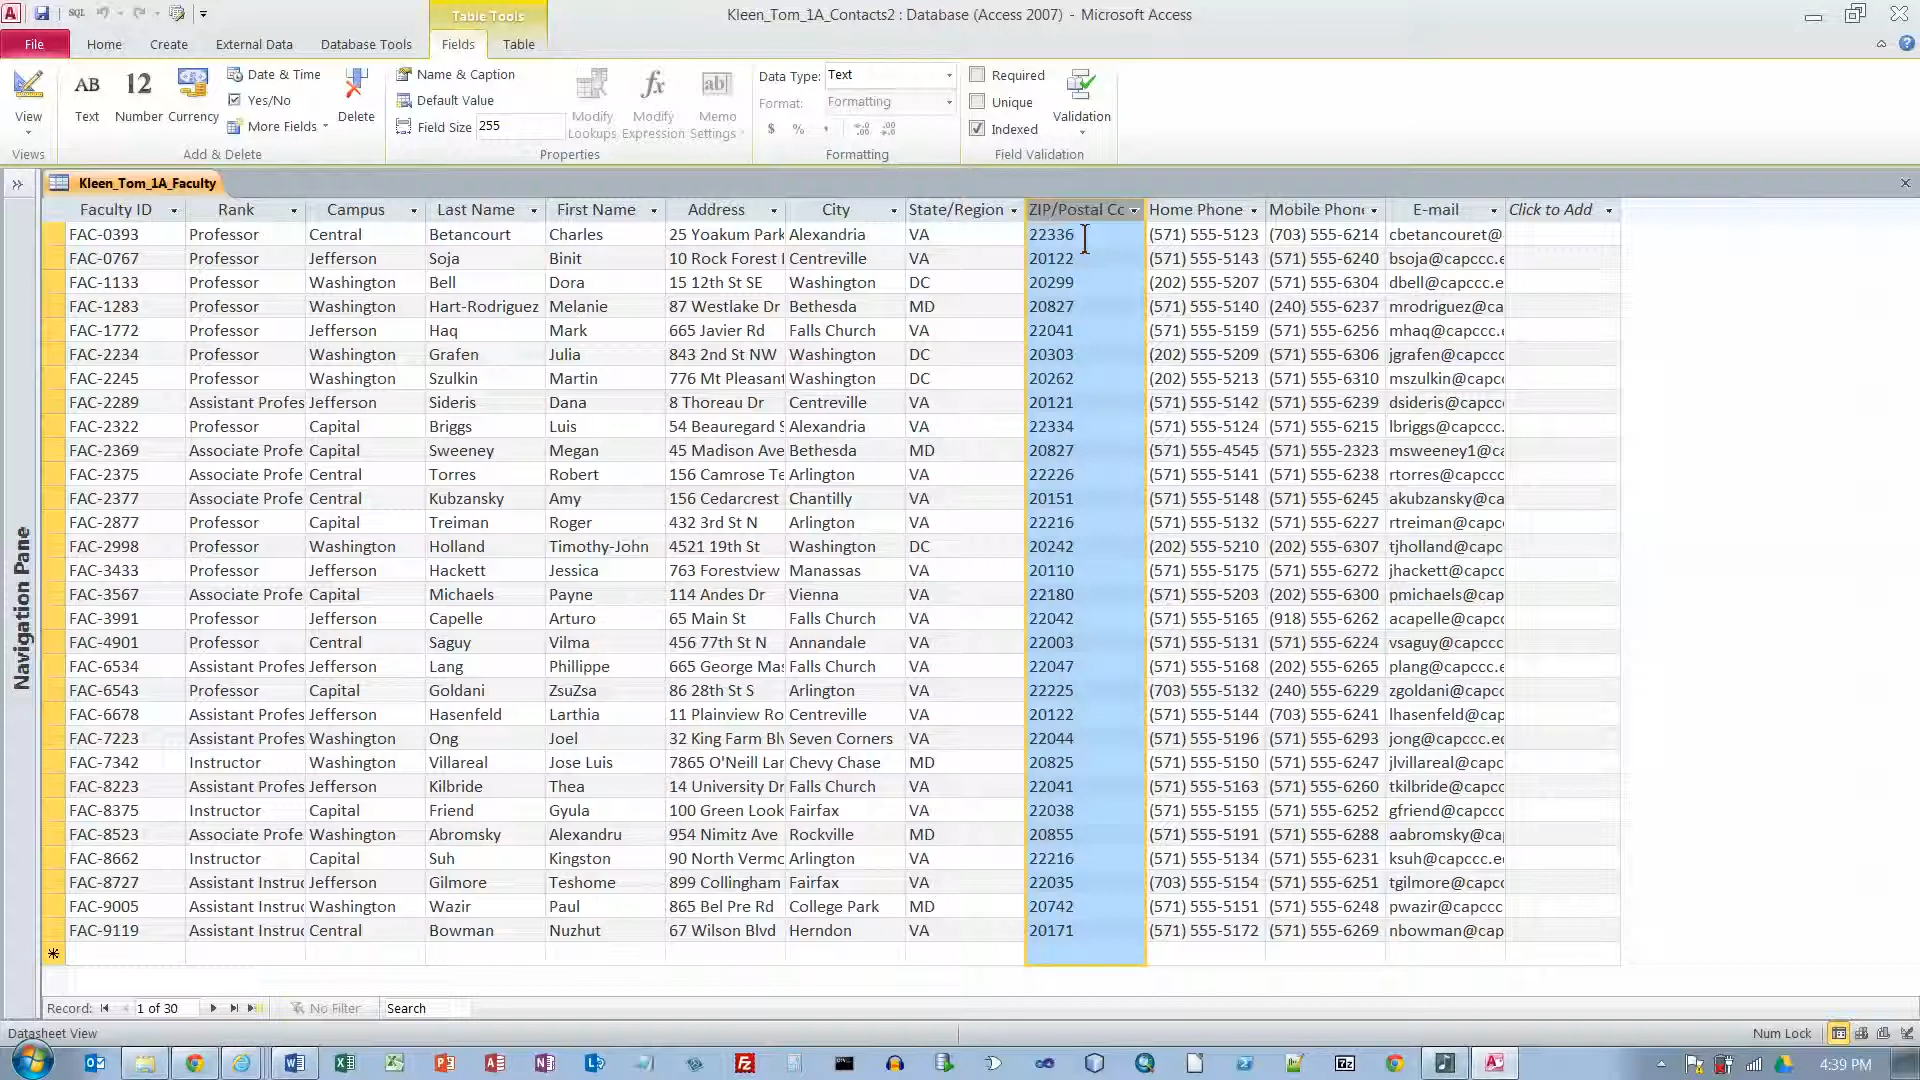 SQL
Table Tools
Kleen_Tom_1A_Contacts2 : Database (Access 2007) - Microsoft Access
File Home Create External Data Database Tools Fields Table
View
Views
AB Text
12 Number
Currency
Date & Time
Yes/No
More Fields
Delete
Add & Delete
Name & Caption
Default Value
Field Size 255
Modify Lookups
fx Modify Expression
ab Memo Settings
Properties
Data Type: Text
Format: Formatting
$ % ,
Formatting
Required
Unique
Indexed
Validation
Field Validation
Kleen_Tom_1A_Faculty
Navigation Pane
Faculty ID Rank Campus Last Name First Name Address City State/Region ZIP/Postal Cc Home Phone Mobile Phone E-mail Click to Add
FAC-0393 Professor Central Betancourt Charles 25 Yoakum Park Alexandria VA 22336 (571) 555-5123 (703) 555-6214 cbetancouret@
FAC-0767 Professor Jefferson Soja Binit 10 Rock Forest Centreville VA 20122 (571) 555-5143 (571) 555-6240 bsoja@capccc.e
FAC-1133 Professor Washington Bell Dora 15 12th St SE Washington DC 20299 (202) 555-5207 (571) 555-6304 dbell@capccc.e
FAC-1283 Professor Washington Hart-Rodriguez Melanie 87 Westlake Dr Bethesda MD 20827 (571) 555-5140 (240) 555-6237 mrodriguez@ca
FAC-1772 Professor Jefferson Haq Mark 665 Javier Rd Falls Church VA 22041 (571) 555-5159 (571) 555-6256 mhaq@capccc.
FAC-2234 Professor Washington Grafen Julia 843 2nd St NW Washington DC 20303 (202) 555-5209 (571) 555-6306 jgrafen@capccc
FAC-2245 Professor Washington Szulkin Martin 776 Mt Pleasant Washington DC 20262 (202) 555-5213 (571) 555-6310 mszulkin@capc
FAC-2289 Assistant Profes Jefferson Sideris Dana 8 Thoreau Dr Centreville VA 20121 (571) 555-5142 (571) 555-6239 dsideris@capcc
FAC-2322 Professor Capital Briggs Luis 54 Beauregard S Alexandria VA 22334 (571) 555-5124 (571) 555-6215 lbriggs@capccc.
FAC-2369 Associate Profe Capital Sweeney Megan 45 Madison Ave Bethesda MD 20827 (571) 555-4545 (571) 555-2323 msweeney1@ca
FAC-2375 Associate Profe Central Torres Robert 156 Camrose Te Arlington VA 22226 (571) 555-5141 (571) 555-6238 rtorres@capccc
FAC-2377 Associate Profe Central Kubzansky Amy 156 Cedarcrest Chantilly VA 20151 (571) 555-5148 (571) 555-6245 akubzansky@ca
FAC-2877 Professor Capital Treiman Roger 432 3rd St N Arlington VA 22216 (571) 555-5132 (571) 555-6227 rtreiman@capc
FAC-2998 Professor Washington Holland Timothy-John 4521 19th St Washington DC 20242 (202) 555-5210 (202) 555-6307 tjholland@capc
FAC-3433 Professor Jefferson Hackett Jessica 763 Forestview Manassas VA 20110 (571) 555-5175 (571) 555-6272 jhackett@capcc
FAC-3567 Associate Profe Capital Michaels Payne 114 Andes Dr Vienna VA 22180 (571) 555-5203 (202) 555-6300 pmichaels@cap
FAC-3991 Professor Jefferson Capelle Arturo 65 Main St Falls Church VA 22042 (571) 555-5165 (918) 555-6262 acapelle@capcc
FAC-4901 Professor Central Saguy Vilma 456 77th St N Annandale VA 22003 (571) 555-5131 (571) 555-6224 vsaguy@capccc
FAC-6534 Assistant Profes Jefferson Lang Phillippe 665 George Mas Falls Church VA 22047 (571) 555-5168 (202) 555-6265 plang@capccc.e
FAC-6543 Professor Capital Goldani ZsuZsa 86 28th St S Arlington VA 22225 (703) 555-5132 (240) 555-6229 zgoldani@capcc
FAC-6678 Assistant Profes Jefferson Hasenfeld Larthia 11 Plainview Ro Centreville VA 20122 (571) 555-5144 (703) 555-6241 lhasenfeld@cap
FAC-7223 Assistant Profes Washington Ong Joel 32 King Farm Blv Seven Corners VA 22044 (571) 555-5196 (571) 555-6293 jong@capccc.ec
FAC-7342 Instructor Washington Villareal Jose Luis 7865 O'Neill Lar Chevy Chase MD 20825 (571) 555-5150 (571) 555-6247 jlvillareal@capc
FAC-8223 Assistant Profes Jefferson Kilbride Thea 14 University Dr Falls Church VA 22041 (571) 555-5163 (571) 555-6260 tkilbride@capcc
FAC-8375 Instructor Capital Friend Gyula 100 Green Look Fairfax VA 22038 (571) 555-5155 (571) 555-6252 gfriend@capccc
FAC-8523 Associate Profe Washington Abromsky Alexandru 954 Nimitz Ave Rockville MD 20855 (571) 555-5191 (571) 555-6288 aabromsky@ca
FAC-8662 Instructor Capital Suh Kingston 90 North Vermc Arlington VA 22216 (571) 555-5134 (571) 555-6231 ksuh@capccc.e
FAC-8727 Assistant Instruc Jefferson Gilmore Teshome 899 Collingham Fairfax VA 22035 (703) 555-5154 (571) 555-6251 tgilmore@capcc
FAC-9005 Assistant Instruc Washington Wazir Paul 865 Bel Pre Rd College Park MD 20742 (571) 555-5151 (571) 555-6248 pwazir@capccc
FAC-9119 Assistant Instruc Central Bowman Nuzhut 67 Wilson Blvd Herndon VA 20171 (571) 555-5172 (571) 555-6269 nbowman@cap
Record: 1 of 30 No Filter Search
Datasheet View Num Lock
4:39 PM